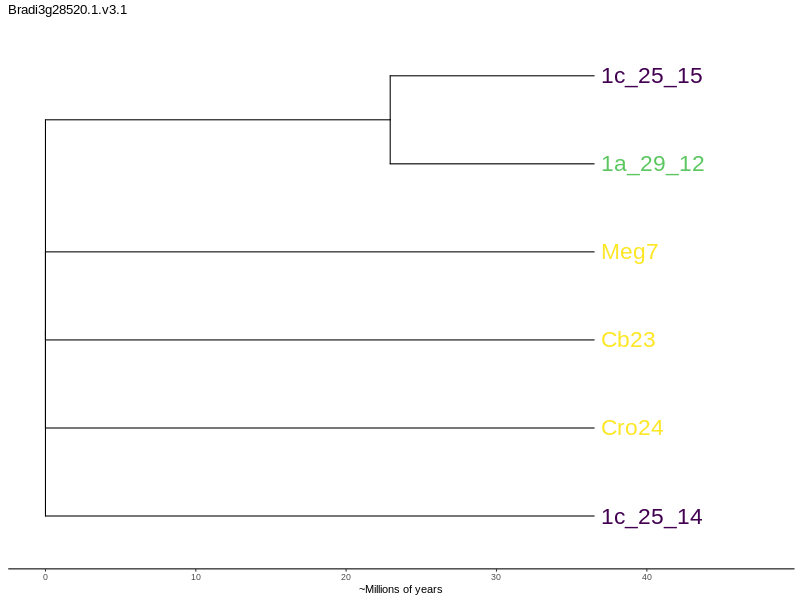 Bradi3g28520.1.v3.1
1c_25_15
1a_29_12
Meg7
Cb23
Cro24
1c_25_14
0 10 20 30 40
~Millions of years